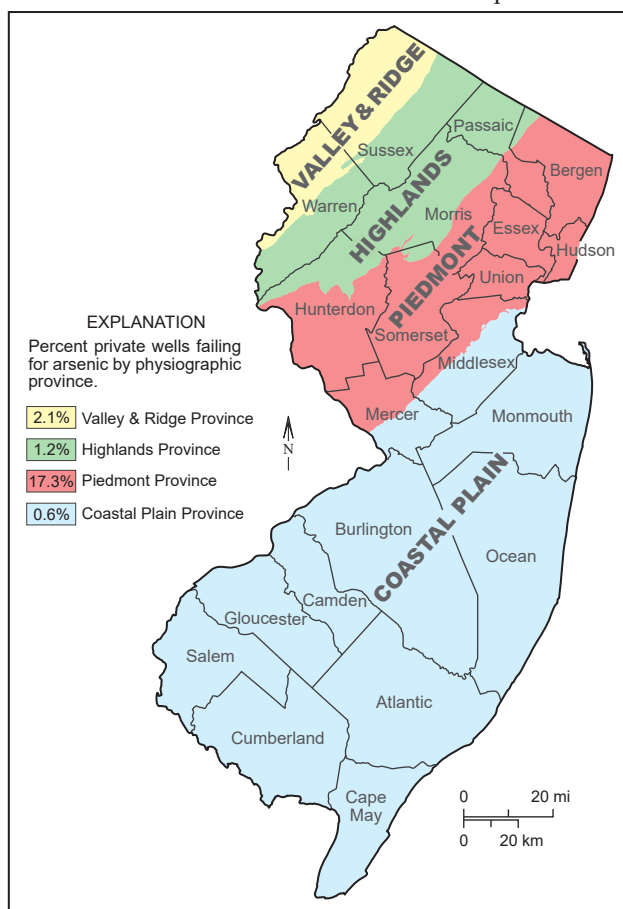 VALLEY & RIDGE
HIGHLANDS
PIEDMONT
COASTAL PLAIN
Passaic
Sussex
Bergen
Warren
Morris
Essex
Hudson
Union
Hunterdon
Somerset
Middlesex
Mercer
Monmouth
Burlington
Ocean
Camden
Gloucester
Salem
Atlantic
Cumberland
Cape
May
EXPLANATION
Percent private wells failing
for arsenic by physiographic
province.
2.1% Valley & Ridge Province
1.2% Highlands Province
17.3% Piedmont Province
0.6% Coastal Plain Province
N
0 20 mi
0 20 km